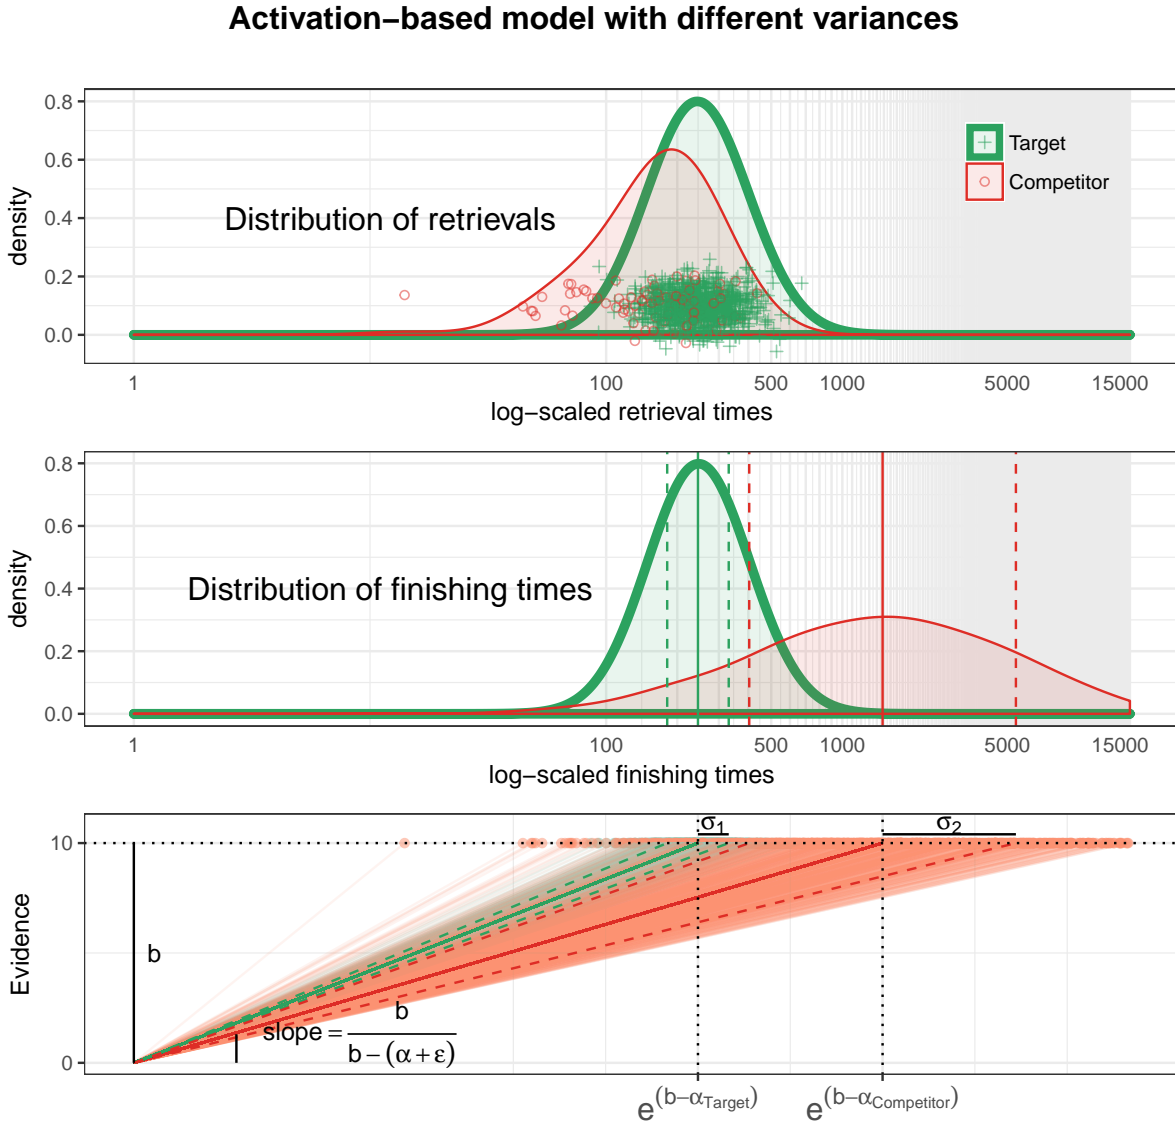 Activation−based model with different variances
0.8
0.6
0.4
0.2
0.0
density
Distribution of retrievals
Target
Competitor
1 100 500 1000 5000 15000
log−scaled retrieval times
0.8
0.6
0.4
0.2
0.0
density
Distribution of finishing times
1 100 500 1000 5000 15000
log−scaled finishing times
10
0
Evidence
σ1 σ2
b
slope = b / (b − (α + ε))
e^(b−α_Target) e^(b−α_Competitor)